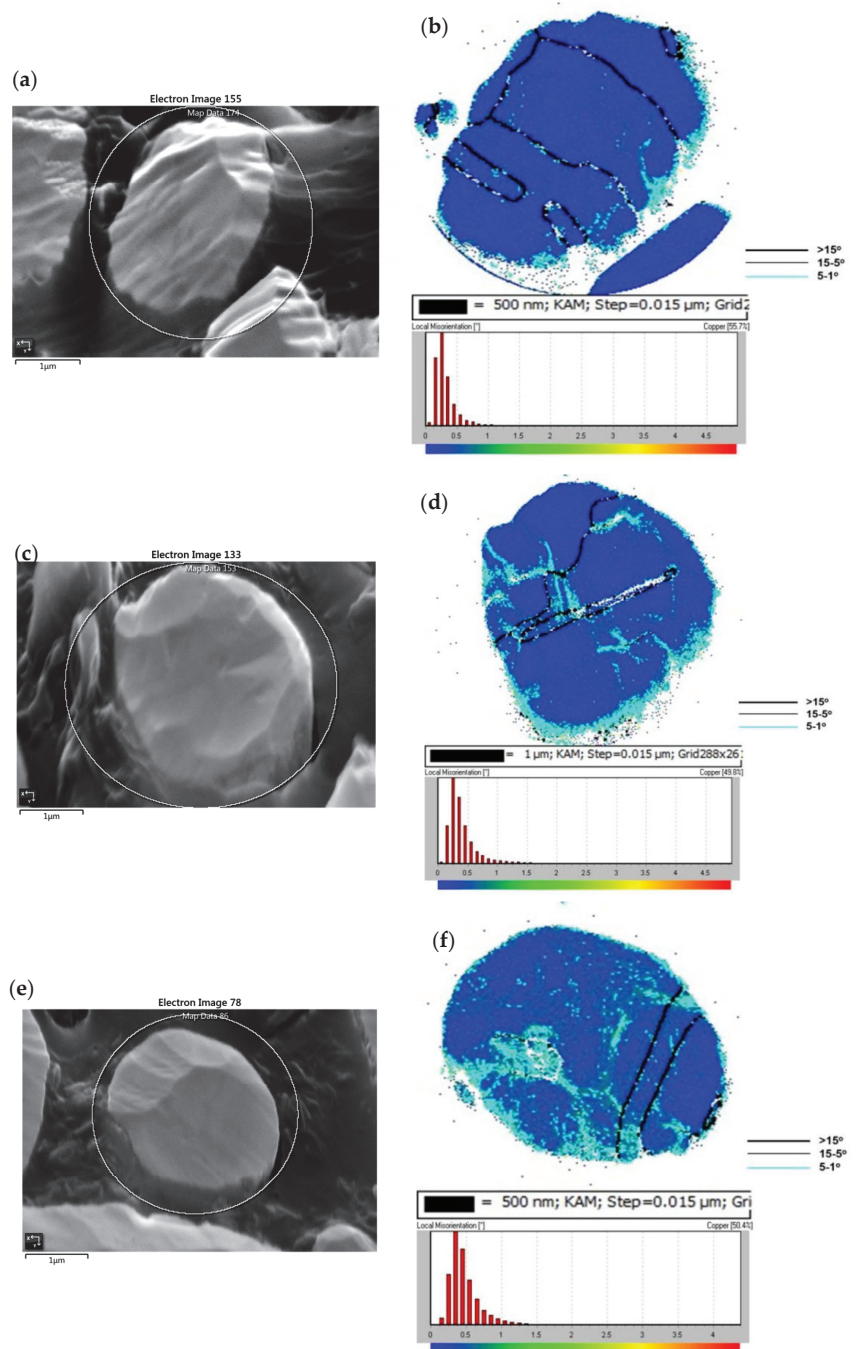 (a)
Electron Image 155
Map Data 174
1µm
(b)
>15°
15-5°
5-1°
= 500 nm; KAM; Step=0.015 µm; Grid2
Local Misorientation [°] Copper [55.7%]
0 0.5 1 1.5 2 2.5 3 3.5 4 4.5
(c)
Electron Image 133
Map Data 153
1µm
(d)
>15°
15-5°
5-1°
= 1 µm; KAM; Step=0.015 µm; Grid288x26
Local Misorientation [°] Copper [49.8%]
0 0.5 1 1.5 2 2.5 3 3.5 4 4.5
(e)
Electron Image 78
Map Data 86
1µm
(f)
>15°
15-5°
5-1°
= 500 nm; KAM; Step=0.015 µm; Gri
Local Misorientation [°] Copper [50.4%]
0 0.5 1 1.5 2 2.5 3 3.5 4